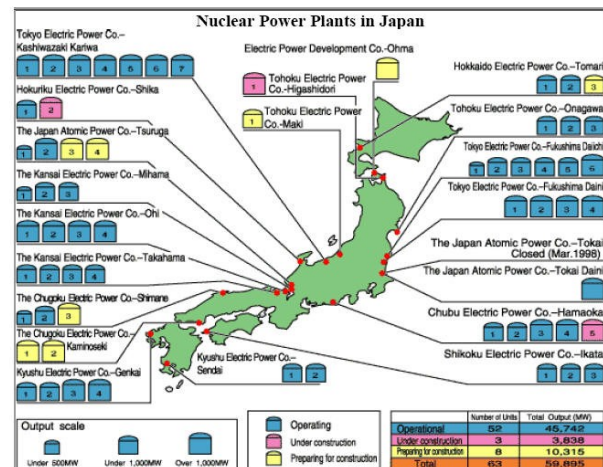 Nuclear Power Plants in Japan
Tokyo Electric Power Co.–
Kashiwazaki Kariwa
1 2 3 4 5 6 7
Hokuriku Electric Power Co.–Shika
1 2
The Japan Atomic Power Co.–Tsuruga
1 2 3 4
The Kansai Electric Power Co.–Mihama
1 2 3
The Kansai Electric Power Co.–Ohi
1 2 3 4
The Kansai Electric Power
Co.–Takahama
1 2 3 4
The Chugoku Electric Power Co.–Shimane
1 2 3
The Chugoku Electric Power Co.–
Kaminoseki
1 2
Kyushu Electric Power Co.–Genkai
1 2 3 4
Electric Power Development Co.–Ohma
Tohoku Electric Power
Co.–Higashidori
1
Tohoku Electric Power
Co.–Maki
1
Kyushu Electric Power Co.–
Sendai
1 2
Hokkaido Electric Power Co.–Tomari
1 2 3
Tohoku Electric Power Co.–Onagawa
1 2 3
Tokyo Electric Power Co.–Fukushima Daiichi
1 2 3 4 5 6
Tokyo Electric Power Co.–Fukushima Daini
1 2 3 4
The Japan Atomic Power Co.–Tokai
Closed (Mar.1998)
The Japan Atomic Power Co.–Tokai Daini
Chubu Electric Power Co.–Hamaoka
1 2 3 4 5
Shikoku Electric Power Co.–Ikata
1 2 3
Output scale
Under 500MW Under 1,000MW Over 1,000MW
Operating
Under construction
Preparing for construction
Number of Units Total Output (MW)
Operational 52 45,742
Under construction 3 3,838
Preparing for construction 8 10,315
Total 63 59,895